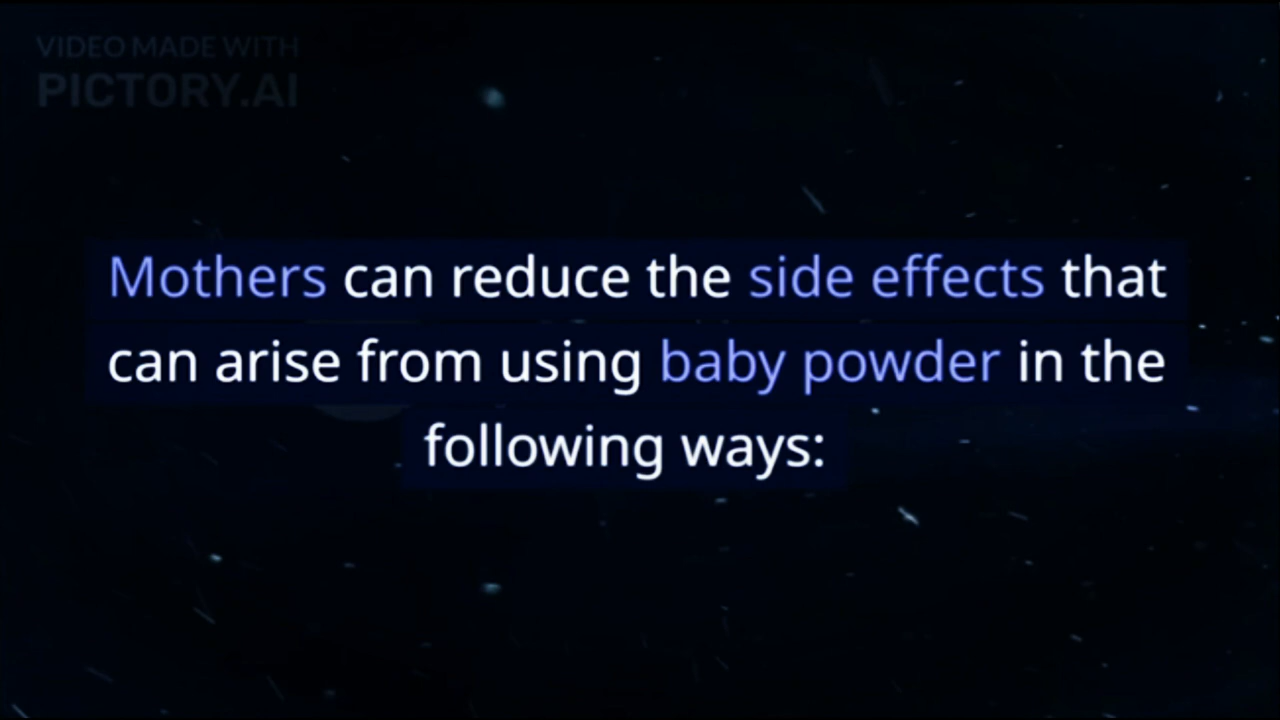 VIDEO MADE WITH
PICTORY.AI
Mothers can reduce the side effects that
can arise from using baby powder in the
following ways: